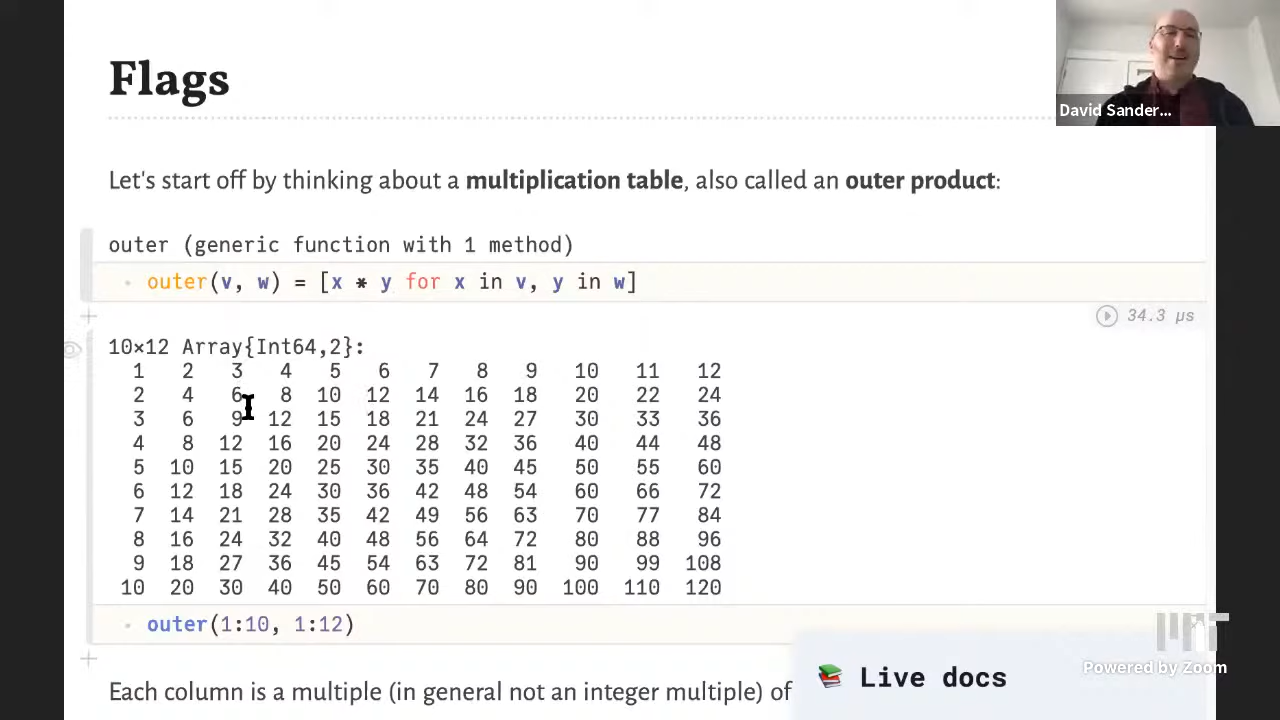 Flags
David Sander...
Let's start off by thinking about a multiplication table, also called an outer product:
outer (generic function with 1 method)
outer(v, w) = [x * y for x in v, y in w]
34.3 μs
10×12 Array{Int64,2}:
1 2 3 4 5 6 7 8 9 10 11 12
2 4 6 8 10 12 14 16 18 20 22 24
3 6 9 12 15 18 21 24 27 30 33 36
4 8 12 16 20 24 28 32 36 40 44 48
5 10 15 20 25 30 35 40 45 50 55 60
6 12 18 24 30 36 42 48 54 60 66 72
7 14 21 28 35 42 49 56 63 70 77 84
8 16 24 32 40 48 56 64 72 80 88 96
9 18 27 36 45 54 63 72 81 90 99 108
10 20 30 40 50 60 70 80 90 100 110 120
outer(1:10, 1:12)
MIT
Powered by Zoom
Live docs
Each column is a multiple (in general not an integer multiple) of